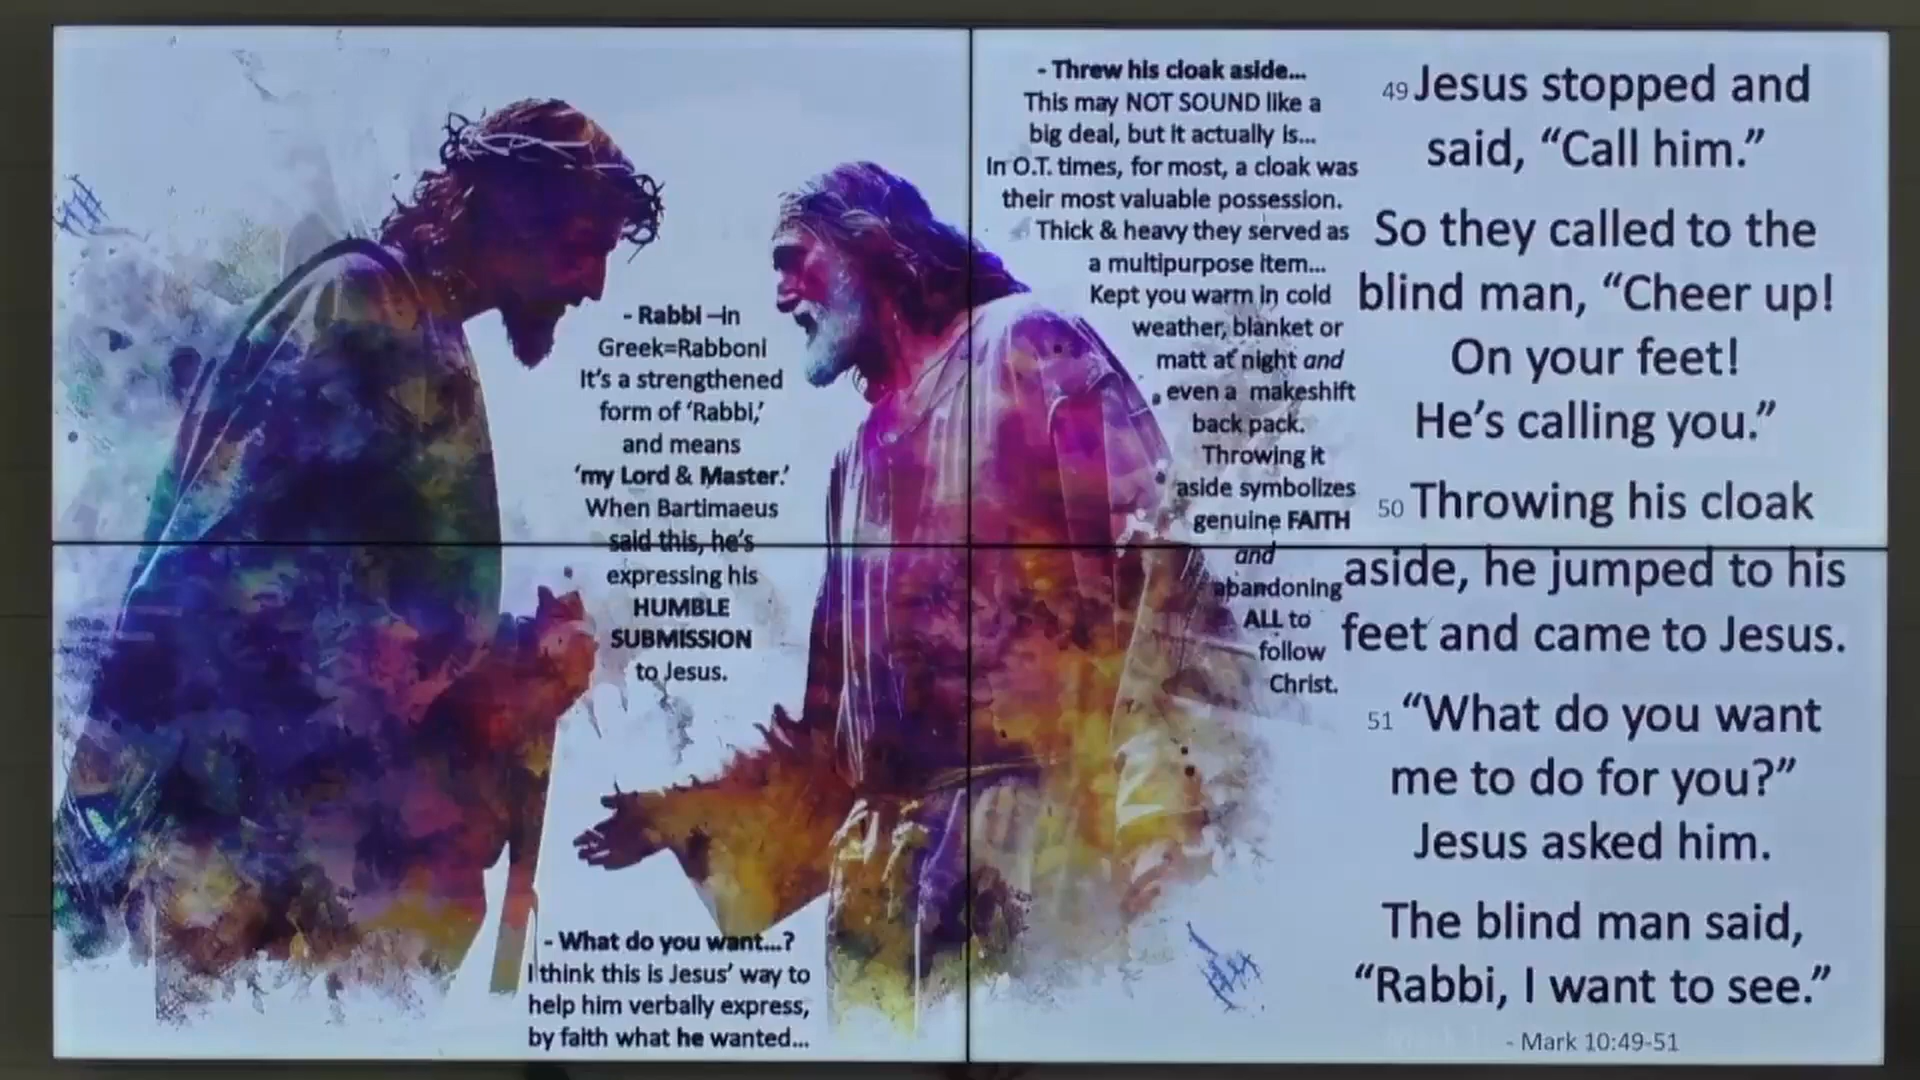 - Threw his cloak aside...
This may NOT SOUND like a
big deal, but it actually is...
In O.T. times, for most, a cloak was
their most valuable possession.
Thick & heavy they served as
a multipurpose item...
Kept you warm in cold
weather, blanket or
matt at night and
even a makeshift
back pack.
Throwing it
aside symbolizes
genuine FAITH
and
abandoning
ALL to
follow
Christ.
- Rabbi –in
Greek=Rabboni
It's a strengthened
form of ‘Rabbi,’
and means
‘my Lord & Master.’
When Bartimaeus
said this, he's
expressing his
HUMBLE
SUBMISSION
to Jesus.
- What do you want...?
I think this is Jesus’ way to
help him verbally express,
by faith what he wanted...
49 Jesus stopped and
said, “Call him.”
So they called to the
blind man, “Cheer up!
On your feet!
He’s calling you.”
50 Throwing his cloak
aside, he jumped to his
feet and came to Jesus.
51 “What do you want
me to do for you?”
Jesus asked him.
The blind man said,
“Rabbi, I want to see.”
- Mark 10:49-51